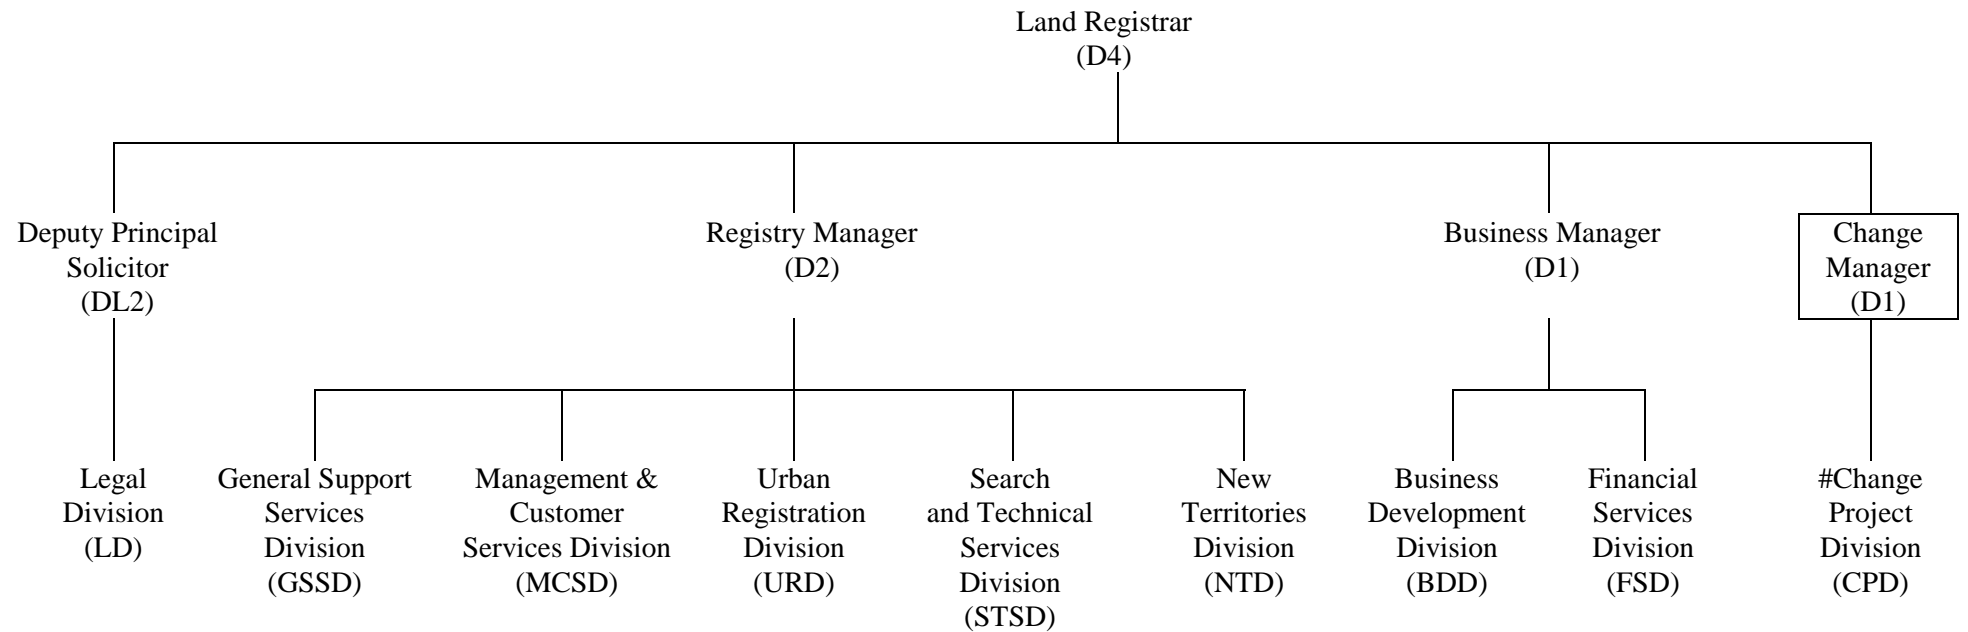 Land Registrar
(D4)
Deputy Principal
Solicitor
(DL2)
Registry Manager
(D2)
Business Manager
(D1)
Change
Manager
(D1)
Legal
Division
(LD)
General Support
Services
Division
(GSSD)
Management &
Customer
Services Division
(MCSD)
Urban
Registration
Division
(URD)
Search
and Technical
Services
Division
(STSD)
New
Territories
Division
(NTD)
Business
Development
Division
(BDD)
Financial
Services
Division
(FSD)
#Change
Project
Division
(CPD)